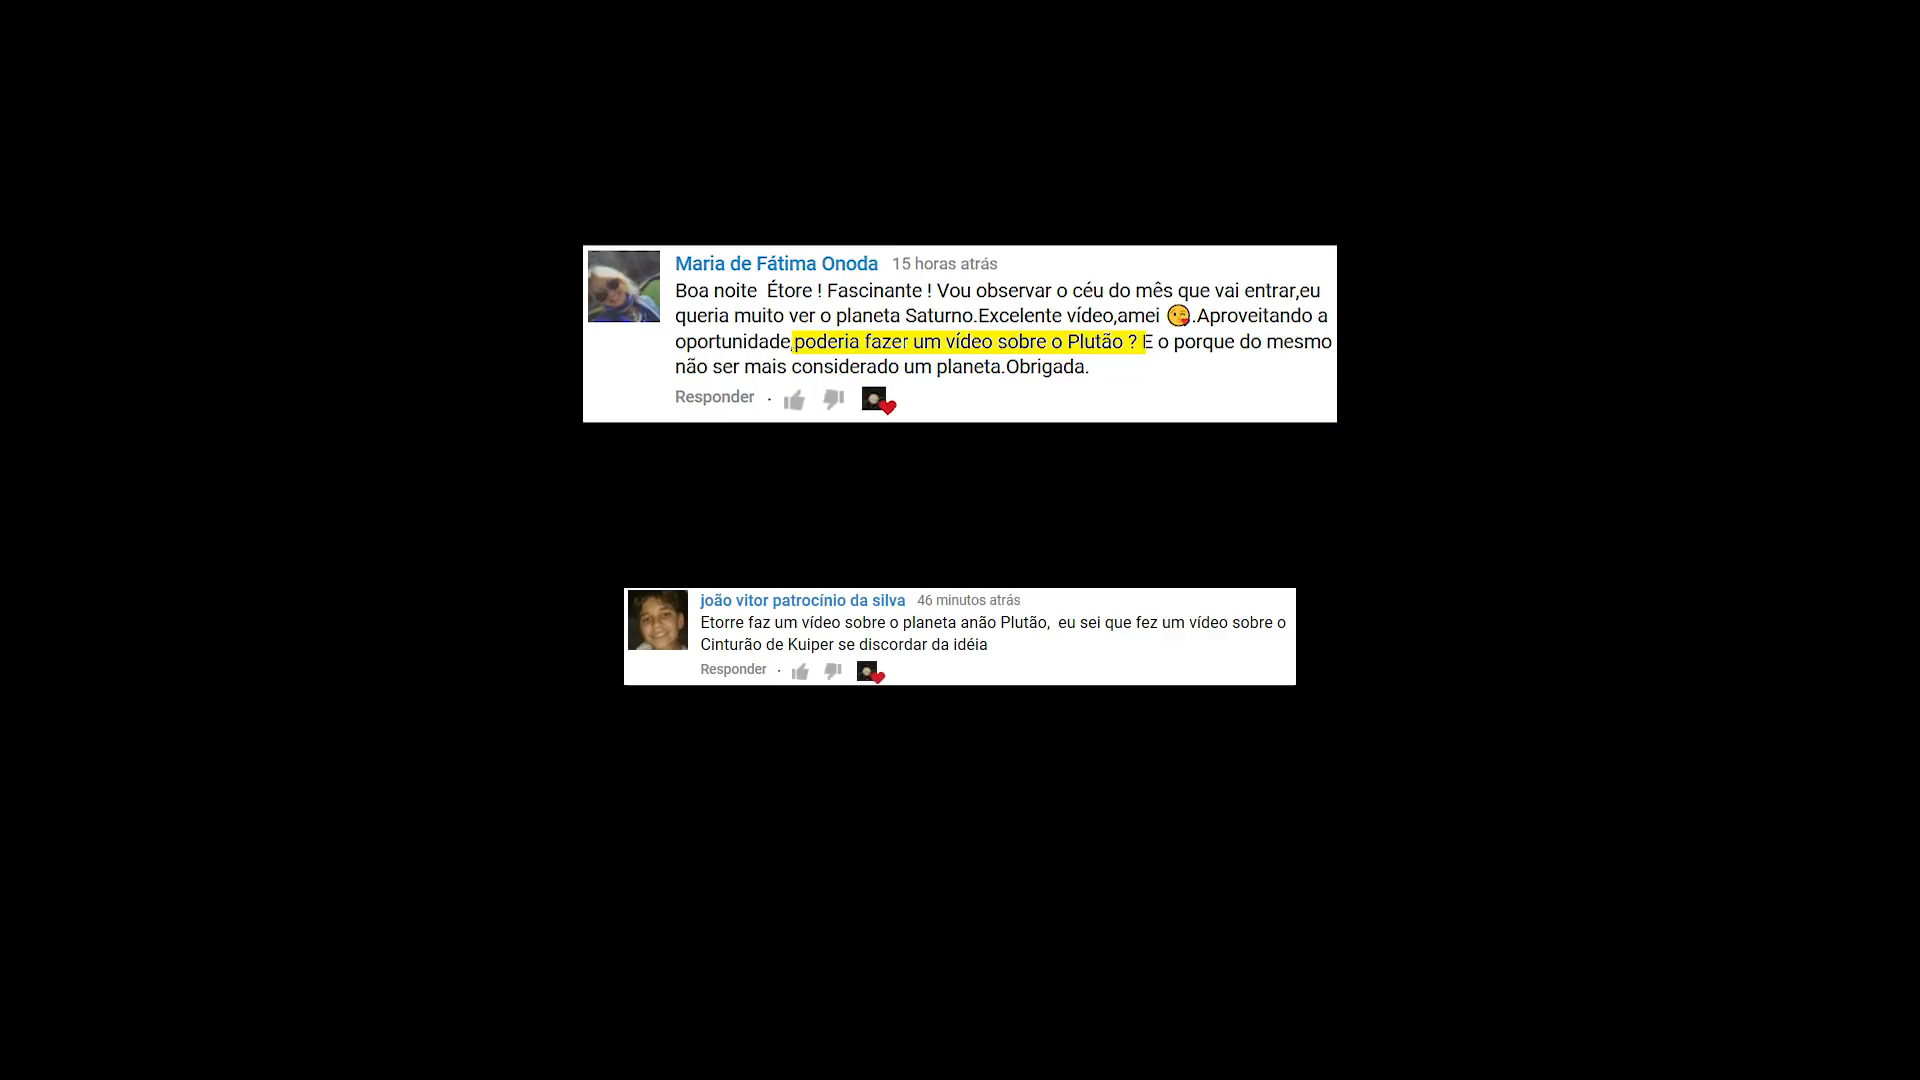 Maria de Fátima Onoda 15 horas atrás
Boa noite  Étore ! Fascinante ! Vou observar o céu do mês que vai entrar,eu
queria muito ver o planeta Saturno.Excelente vídeo,amei 😘.Aproveitando a
oportunidade,poderia fazer um vídeo sobre o Plutão ? E o porque do mesmo
não ser mais considerado um planeta.Obrigada.
Responder ·
joão vitor patrocínio da silva 46 minutos atrás
Etorre faz um vídeo sobre o planeta anão Plutão,  eu sei que fez um vídeo sobre o
Cinturão de Kuiper se discordar da idéia
Responder ·